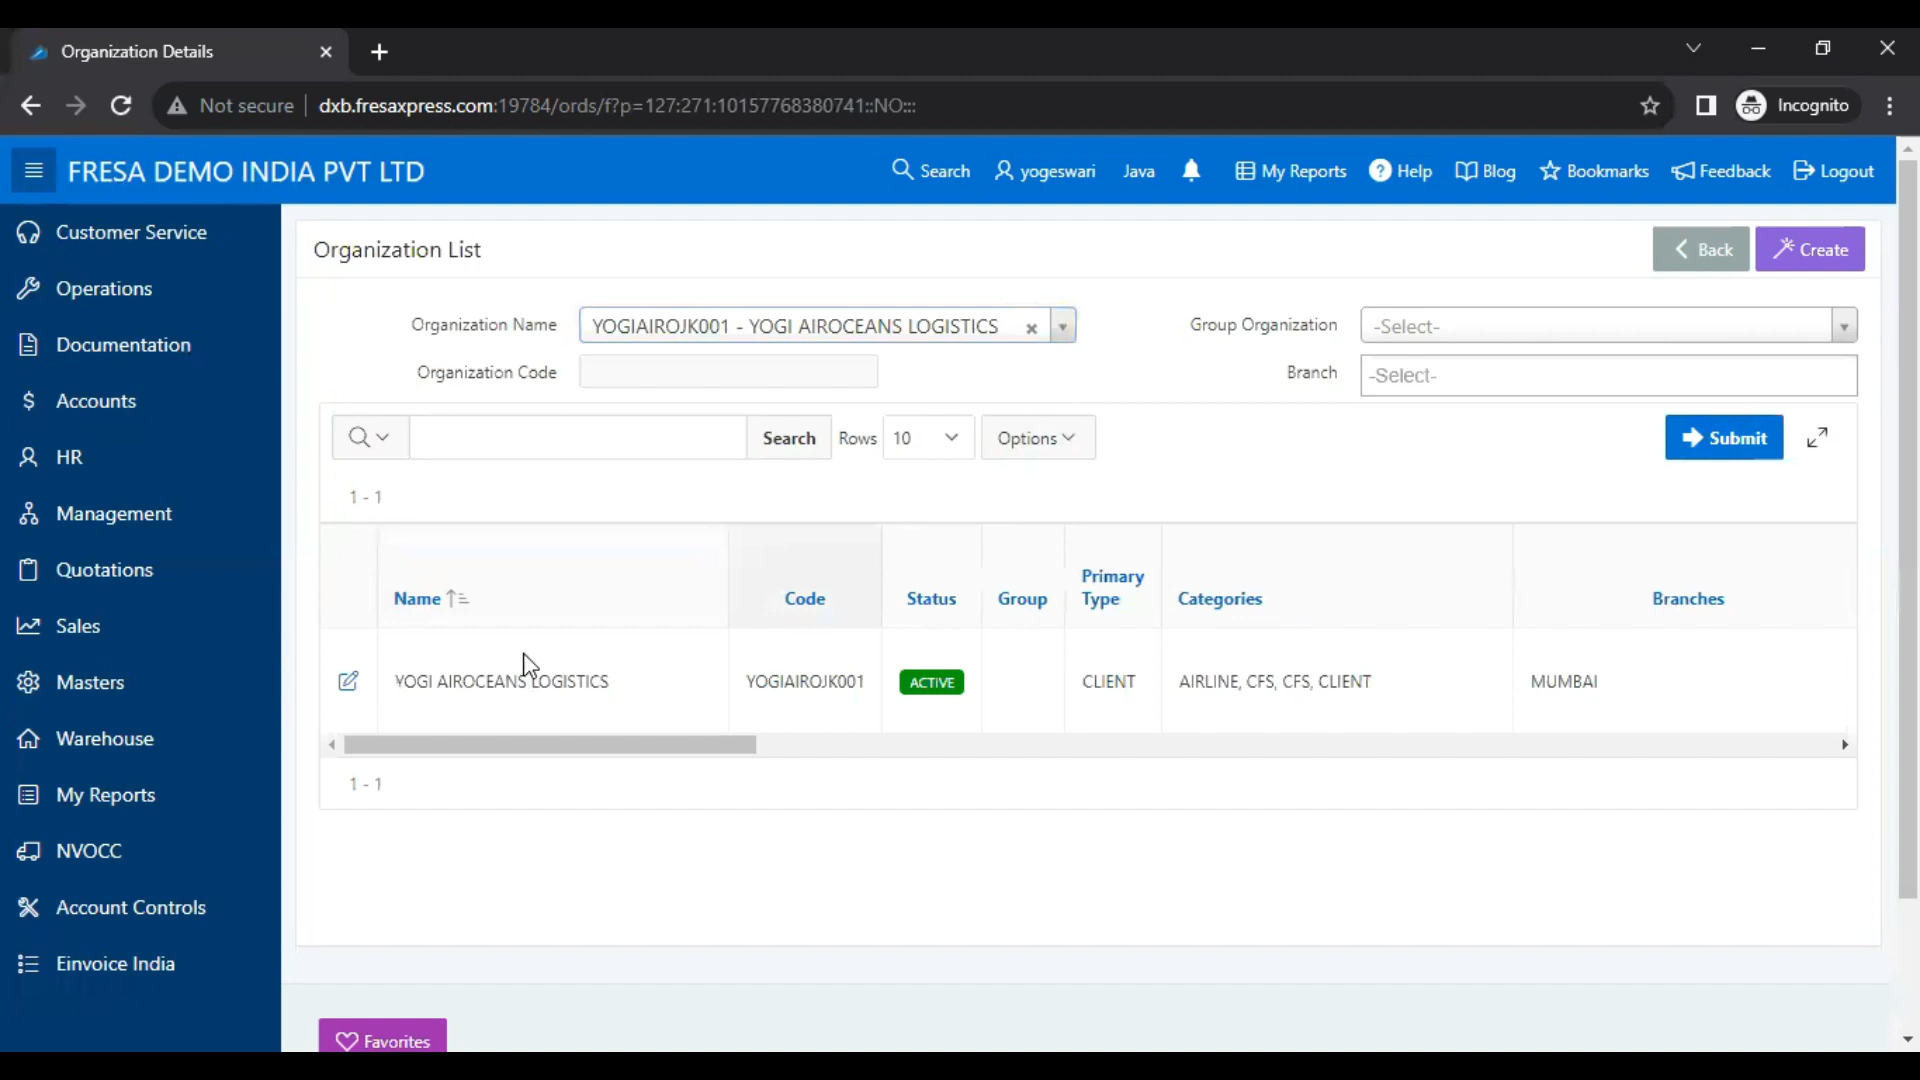 Organization Details
Not secure dxb.fresaxpress.com:19784/ords/f?p=127:271:10157768380741::NO:::
Incognito
FRESA DEMO INDIA PVT LTD
Search yogeswari Java My Reports ? Help Blog Bookmarks Feedback Logout
Customer Service
Operations
Documentation
Accounts
HR
Management
Quotations
Sales
Masters
Warehouse
My Reports
NVOCC
Account Controls
Einvoice India
Organization List
Back Create
Organization Name YOGIAIROJK001 - YOGI AIROCEANS LOGISTICS
Group Organization -Select-
Organization Code
Branch -Select-
Search Rows 10 Options Submit
1 - 1
Name Code Status Group Primary Type Categories Branches
YOGI AIROCEANS LOGISTICS YOGIAIROJK001 ACTIVE CLIENT AIRLINE, CFS, CFS, CLIENT MUMBAI
1 - 1
Favorites